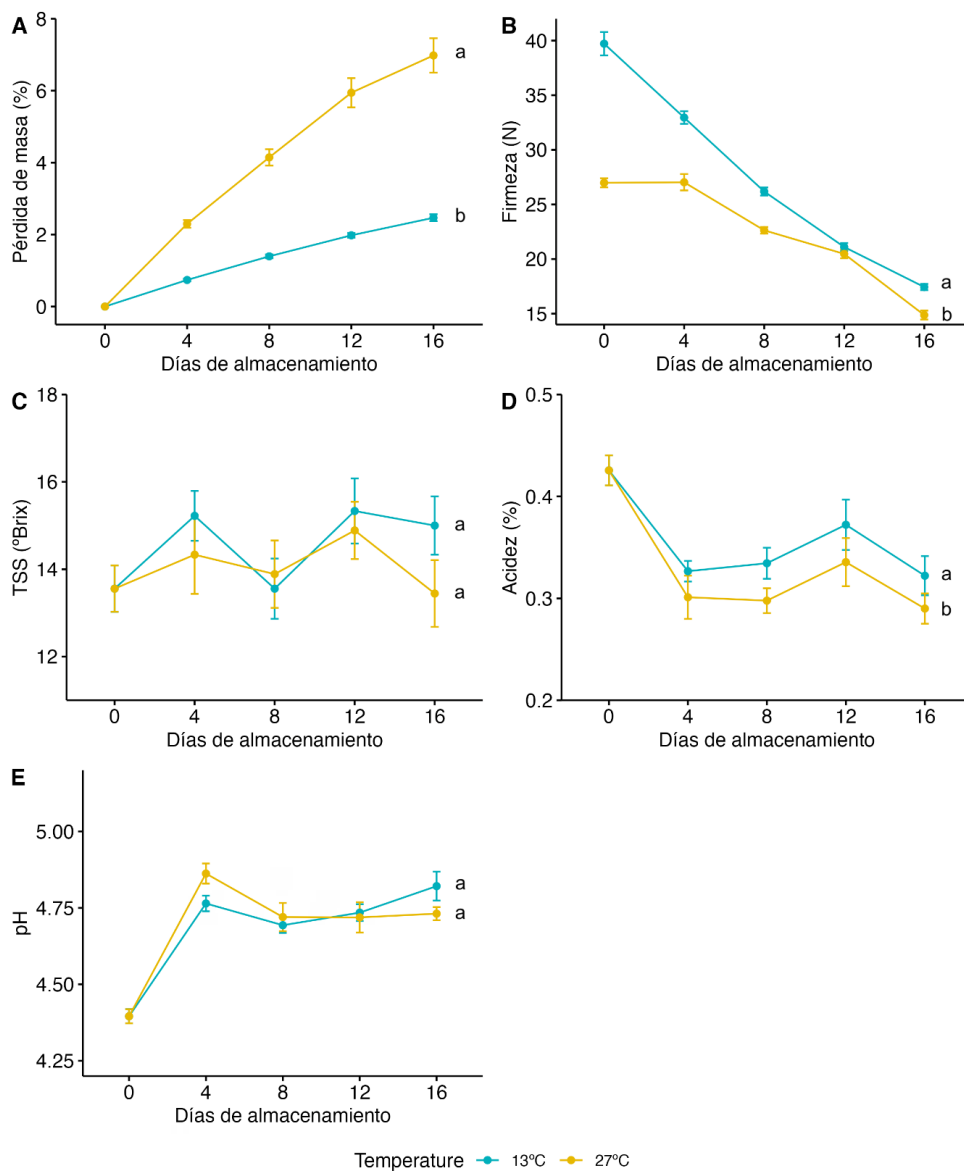 A
Pérdida de masa (%)
8
6
4
2
0
a
b
0 4 8 12 16
Días de almacenamiento
B
Firmeza (N)
40
35
30
25
20
15
a
b
0 4 8 12 16
Días de almacenamiento
C
TSS (ºBrix)
18
16
14
12
a
a
0 4 8 12 16
Días de almacenamiento
D
Acidez (%)
0.5
0.4
0.3
0.2
a
b
0 4 8 12 16
Días de almacenamiento
E
pH
5.00
4.75
4.50
4.25
a
a
0 4 8 12 16
Días de almacenamiento
Temperature 13ºC 27ºC